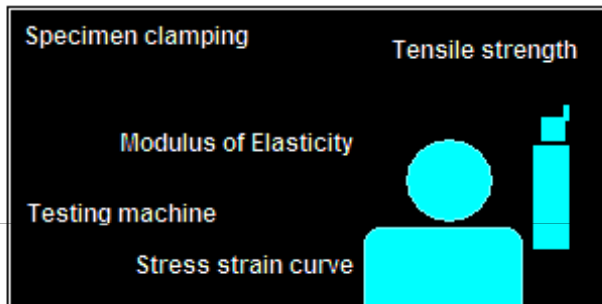 Specimen clamping
Tensile strength
Modulus of Elasticity
Testing machine
Stress strain curve